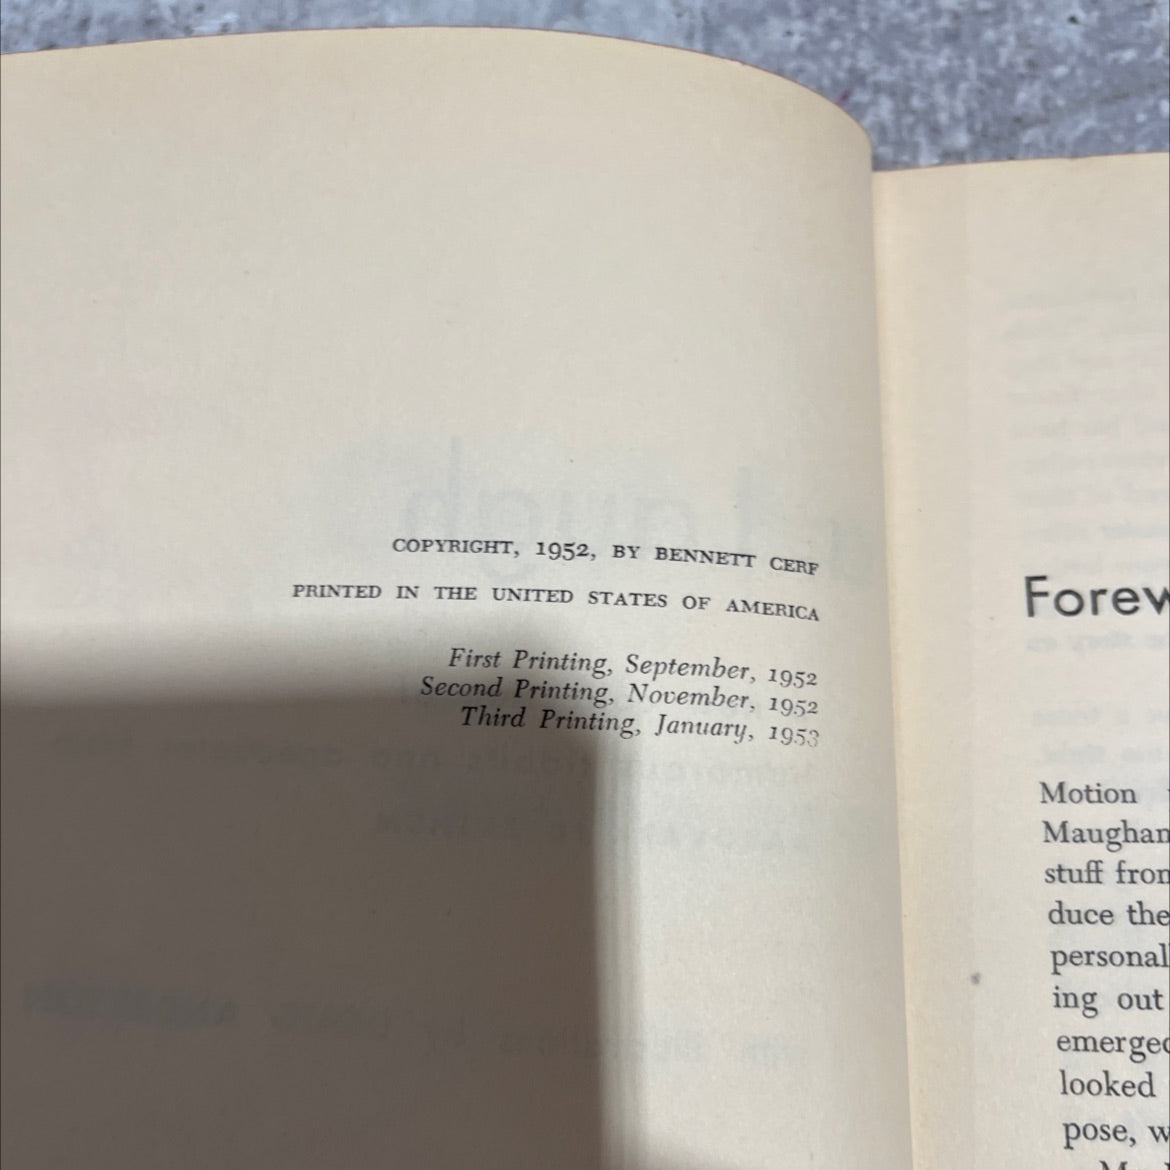 COPYRIGHT, 1952, BY BENNETT CERF
PRINTED IN THE UNITED STATES OF AMERICA
First Printing, September, 1952
Second Printing, November, 1952
Third Printing, January, 1953
Forew
Motion
Maughan
stuff fron
duce the
personal
ing out
emerged
looked
pose, w